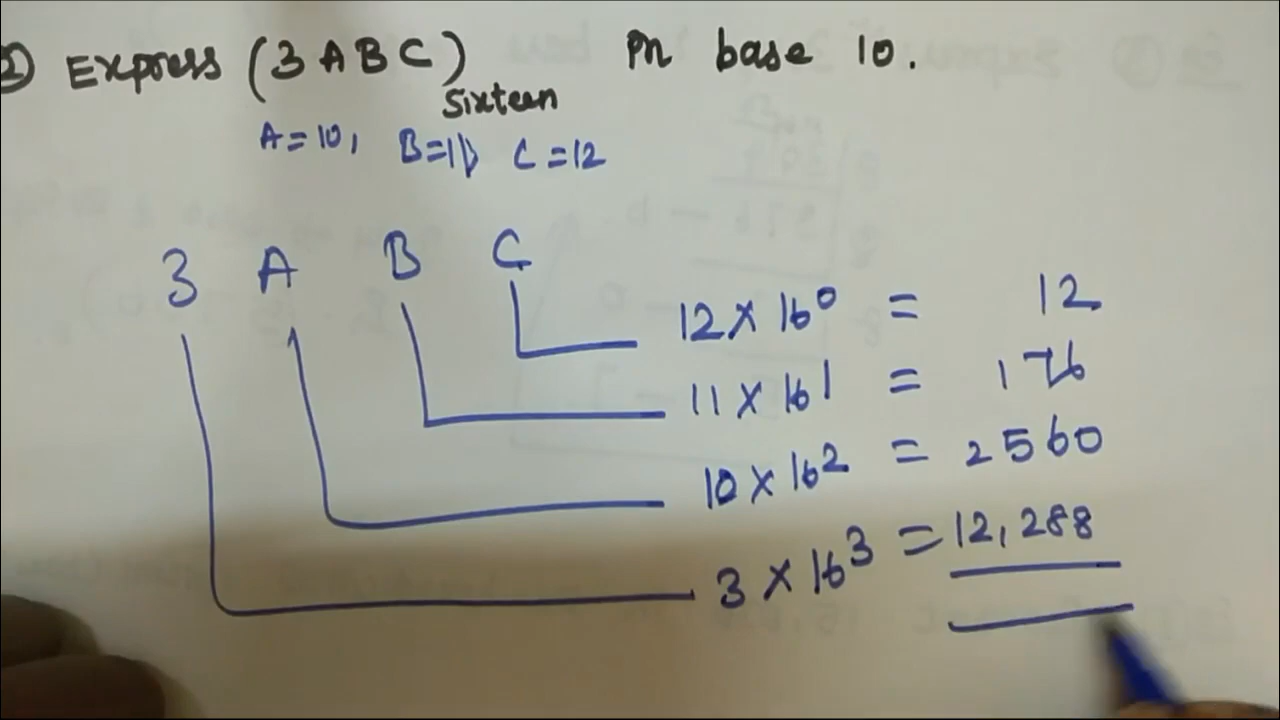 2) Express (3ABC)sixteen in base 10.
A=10, B=11, C=12
3 A B C
12 × 16⁰ = 12
11 × 16¹ = 176
10 × 16² = 2560
3 × 16³ = 12,288